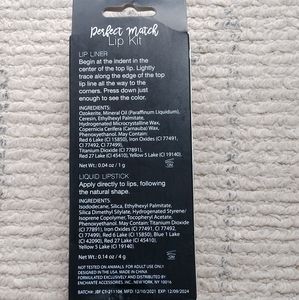 Perfect Match
Lip Kit
LIP LINER
Begin at the indent in the
center of the top lip. Lightly
trace along the edge of the top
lip line all the way to the
corners. Press down just
enough to see the color.
INGREDIENTS:
Ozokerite, Mineral Oil (Paraffinum Liquidum),
Ceresin, Ethylhexyl Palmitate,
Hydrogenated Microcrystalline Wax,
Copernicia Cerifera (Carnauba) Wax,
Phenoxyethanol. May Contain:
Red 6 Lake (CI 15850), Iron Oxides (CI 77491,
CI 77492, CI 77499),
Titanium Dioxide (CI 77891),
Red 27 Lake (CI 45410), Yellow 5 Lake (CI 19140).
Net Wt.: 0.04 oz / 1 g
LIQUID LIPSTICK
Apply directly to lips, following
the natural shape.
INGREDIENTS:
Isododecane, Silica, Ethylhexyl Palmitate,
Silica Dimethyl Silylate, Hydrogenated Styrene/
Isoprene Copolymer, Tocopheryl Acetate,
Phenoxyethanol. May Contain:
Titanium Dioxide (CI 77891), Iron Oxides (CI 77491, CI 77492,
CI 77499), Red 6 Lake (CI 15850), Blue 1 Lake
(CI 42090), Red 27 Lake (CI 45410),
Yellow 5 Lake (CI 19140).
Net Wt.: 0.14 oz / 4 g
NOT TESTED ON ANIMALS. FOR ADULT USE ONLY.
DESIGNED IN THE USA. MADE IN CHINA
FORMULATED EXCLUSIVELY FOR AND DISTRIBUTED BY
ENCHANTE ACCESSORIES, INC. NEW YORK, NY 10016
BATCH#: JBF CT-211104 MFD: 12/10/2021 EXP: 12/09/2024